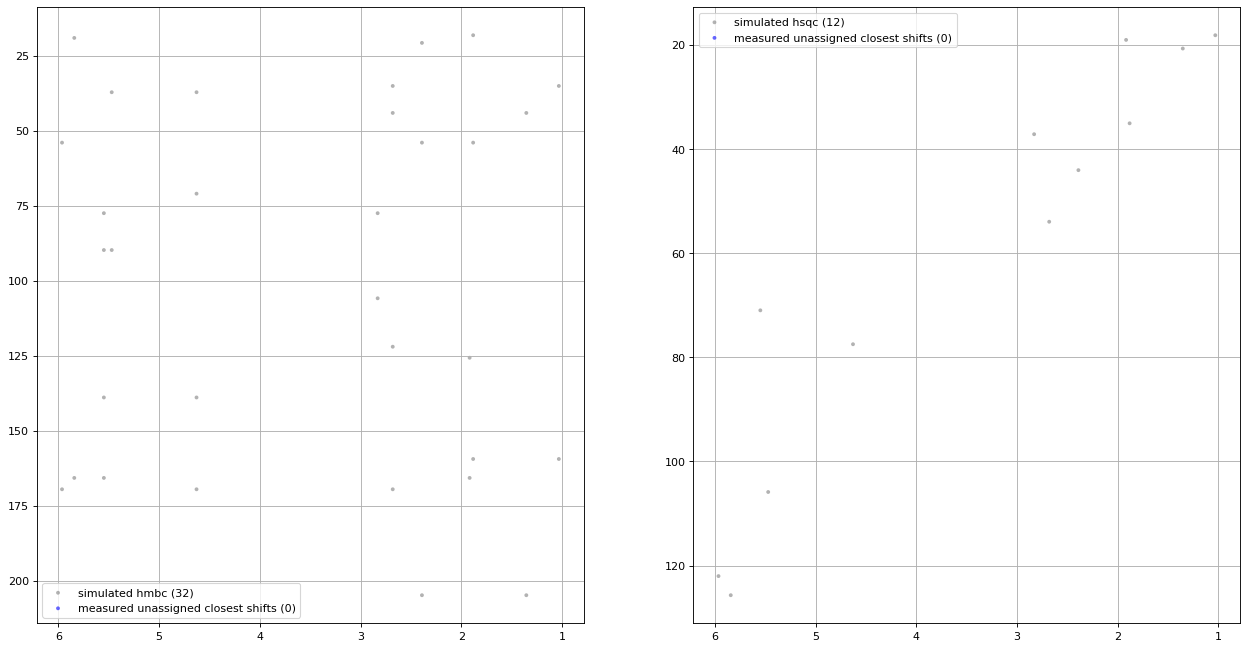 25
50
75
100
125
150
175
200
simulated hmbc (32)
measured unassigned closest shifts (0)
6 5 4 3 2 1
simulated hsqc (12)
measured unassigned closest shifts (0)
20
40
60
80
100
120
6 5 4 3 2 1